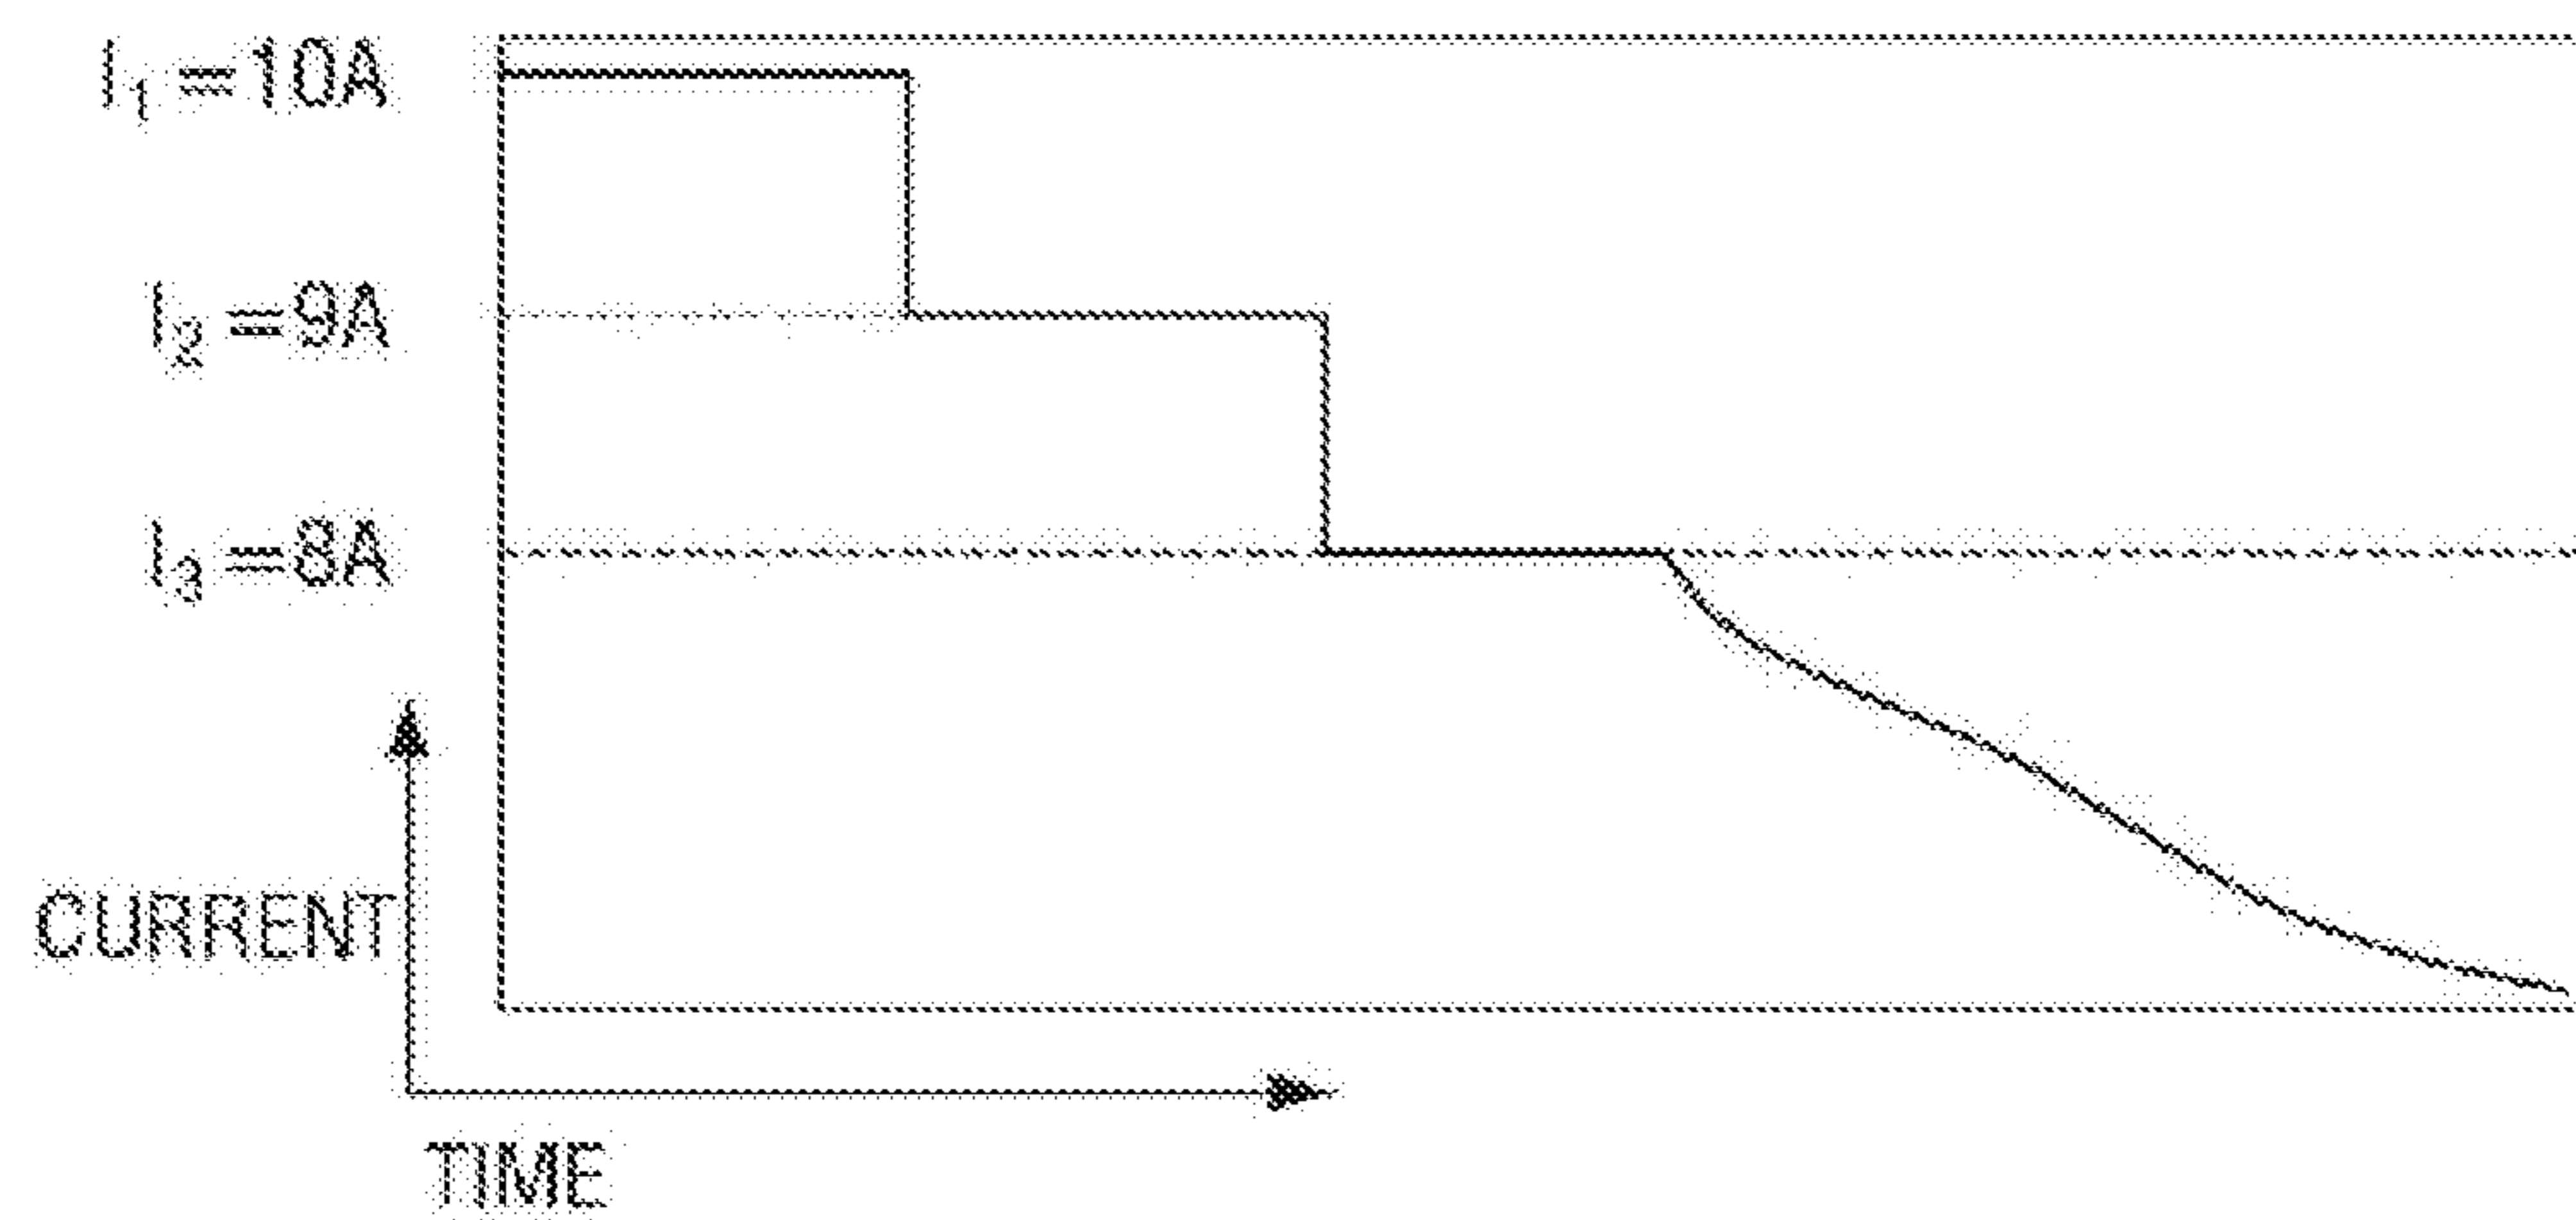 I₁ = 10A
I₂ = 9A
I₃ = 8A
CURRENT
TIME